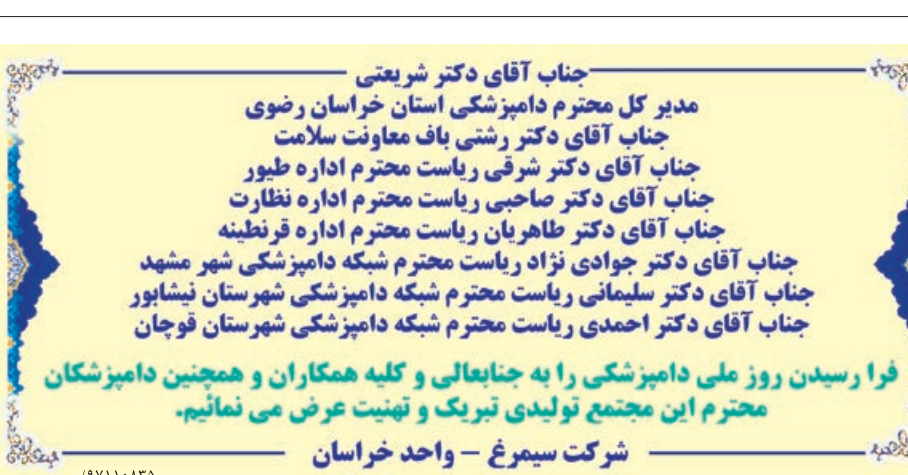 جناب آقای دکتر شریعتی
مدیر کل محترم دامپزشکی استان خراسان رضوی
جناب آقای دکتر رشتی باف معاونت سلامت
جناب آقای دکتر شرقی ریاست محترم اداره طیور
جناب آقای دکتر صاحبی ریاست محترم اداره نظارت
جناب آقای دکتر طاهریان ریاست محترم اداره قرنطینه
جناب آقای دکتر جوادی نژاد ریاست محترم شبکه دامپزشکی شهر مشهد
جناب آقای دکتر سلیمانی ریاست محترم شبکه دامپزشکی شهرستان نیشابور
جناب آقای دکتر احمدی ریاست محترم شبکه دامپزشکی شهرستان قوچان
فرا رسیدن روز ملی دامپزشکی را به جنابعالی و کلیه همکاران و همچنین دامپزشکان
محترم این مجتمع تولیدی تبریک و تهنیت عرض می نمائیم.
شرکت سیمرغ – واحد خراسان